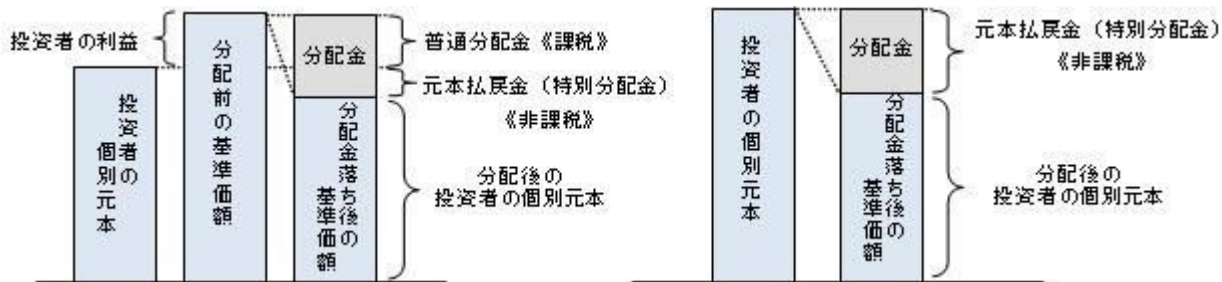 投資者の利益
投資者の
個別元本
分配前の基準価額
分配金
分配金落ち後の
基準価額
普通分配金《課税》
元本払戻金（特別分配金）
《非課税》
分配後の
投資者の個別元本
投資者の個別元本
分配金
分配金落ち後の
基準価額
元本払戻金（特別分配金）
《非課税》
分配後の
投資者の個別元本